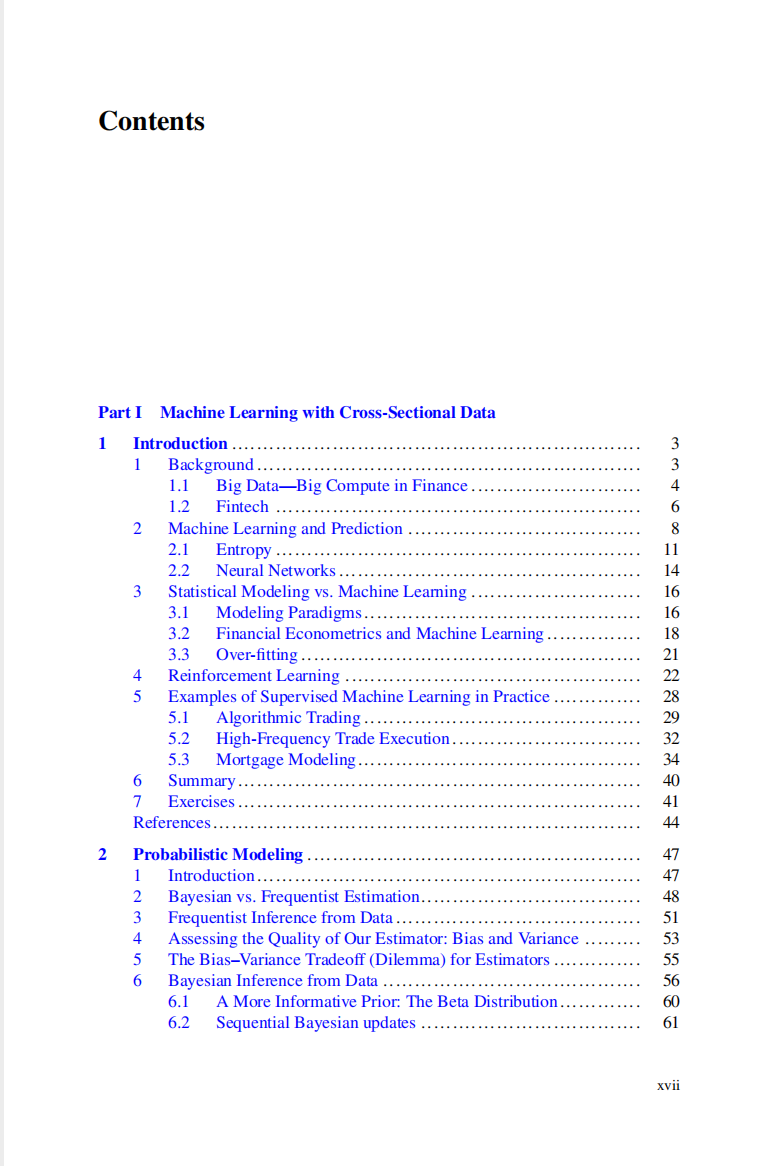 Contents
Part I Machine Learning with Cross-Sectional Data
1 Introduction ................................................................. 3
1 Background ............................................................. 3
1.1 Big Data—Big Compute in Finance ........................... 4
1.2 Fintech .......................................................... 6
2 Machine Learning and Prediction ..................................... 8
2.1 Entropy .......................................................... 11
2.2 Neural Networks ................................................ 14
3 Statistical Modeling vs. Machine Learning ........................... 16
3.1 Modeling Paradigms ............................................ 16
3.2 Financial Econometrics and Machine Learning ............... 18
3.3 Over-fitting ...................................................... 21
4 Reinforcement Learning ............................................... 22
5 Examples of Supervised Machine Learning in Practice .............. 28
5.1 Algorithmic Trading ............................................ 29
5.2 High-Frequency Trade Execution .............................. 32
5.3 Mortgage Modeling ............................................. 34
6 Summary ................................................................ 40
7 Exercises ................................................................ 41
References .................................................................... 44
2 Probabilistic Modeling ..................................................... 47
1 Introduction ............................................................. 47
2 Bayesian vs. Frequentist Estimation ................................... 48
3 Frequentist Inference from Data ....................................... 51
4 Assessing the Quality of Our Estimator: Bias and Variance ......... 53
5 The Bias–Variance Tradeoff (Dilemma) for Estimators .............. 55
6 Bayesian Inference from Data ......................................... 56
6.1 A More Informative Prior: The Beta Distribution ............. 60
6.2 Sequential Bayesian updates ................................... 61
xvii